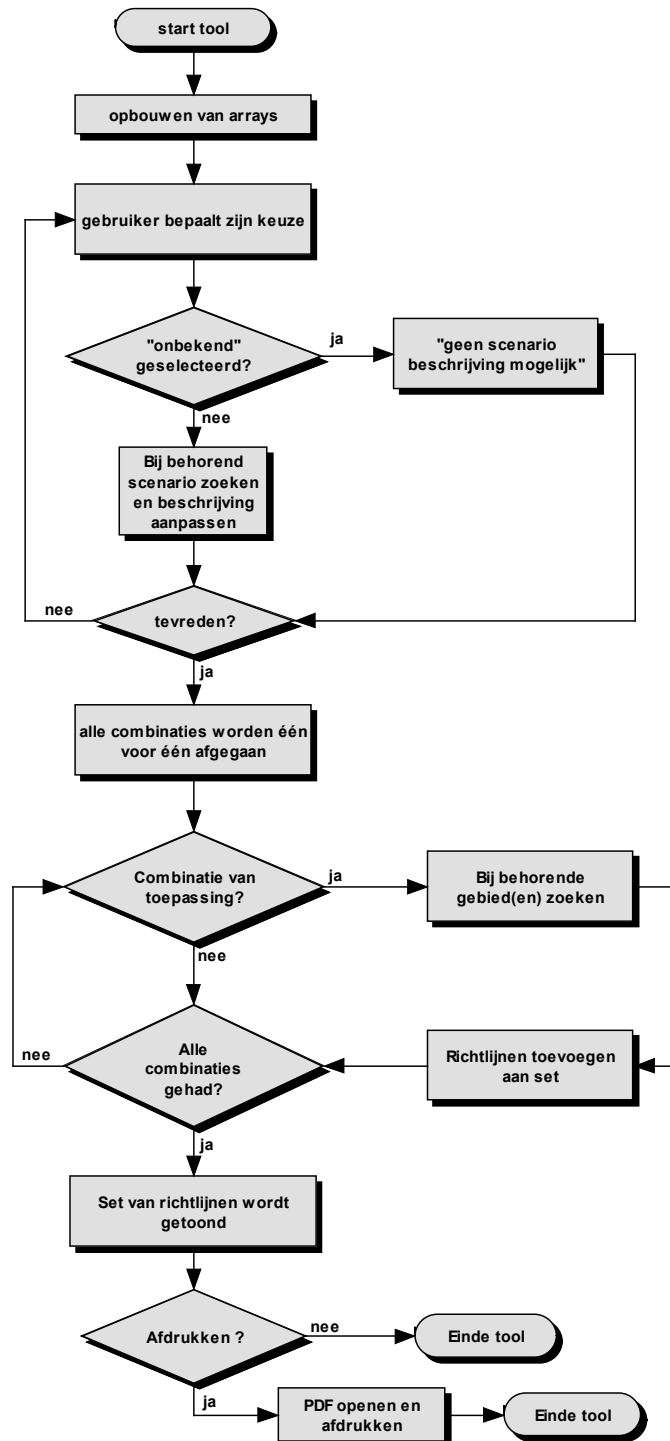 start tool
opbouwen van arrays
gebruiker bepaalt zijn keuze
"onbekend"
geselecteerd?
ja
"geen scenario
beschrijving mogelijk"
nee
Bij behorend
scenario zoeken
en beschrijving
aanpassen
nee
tevreden?
ja
alle combinaties worden één
voor één afgegaan
Combinatie van
toepassing?
ja
Bij behorende
gebied(en) zoeken
nee
nee
Alle
combinaties
gehad?
Richtlijnen toevoegen
aan set
ja
Set van richtlijnen wordt
getoond
Afdrukken ?
nee
Einde tool
ja
PDF openen en
afdrukken
Einde tool